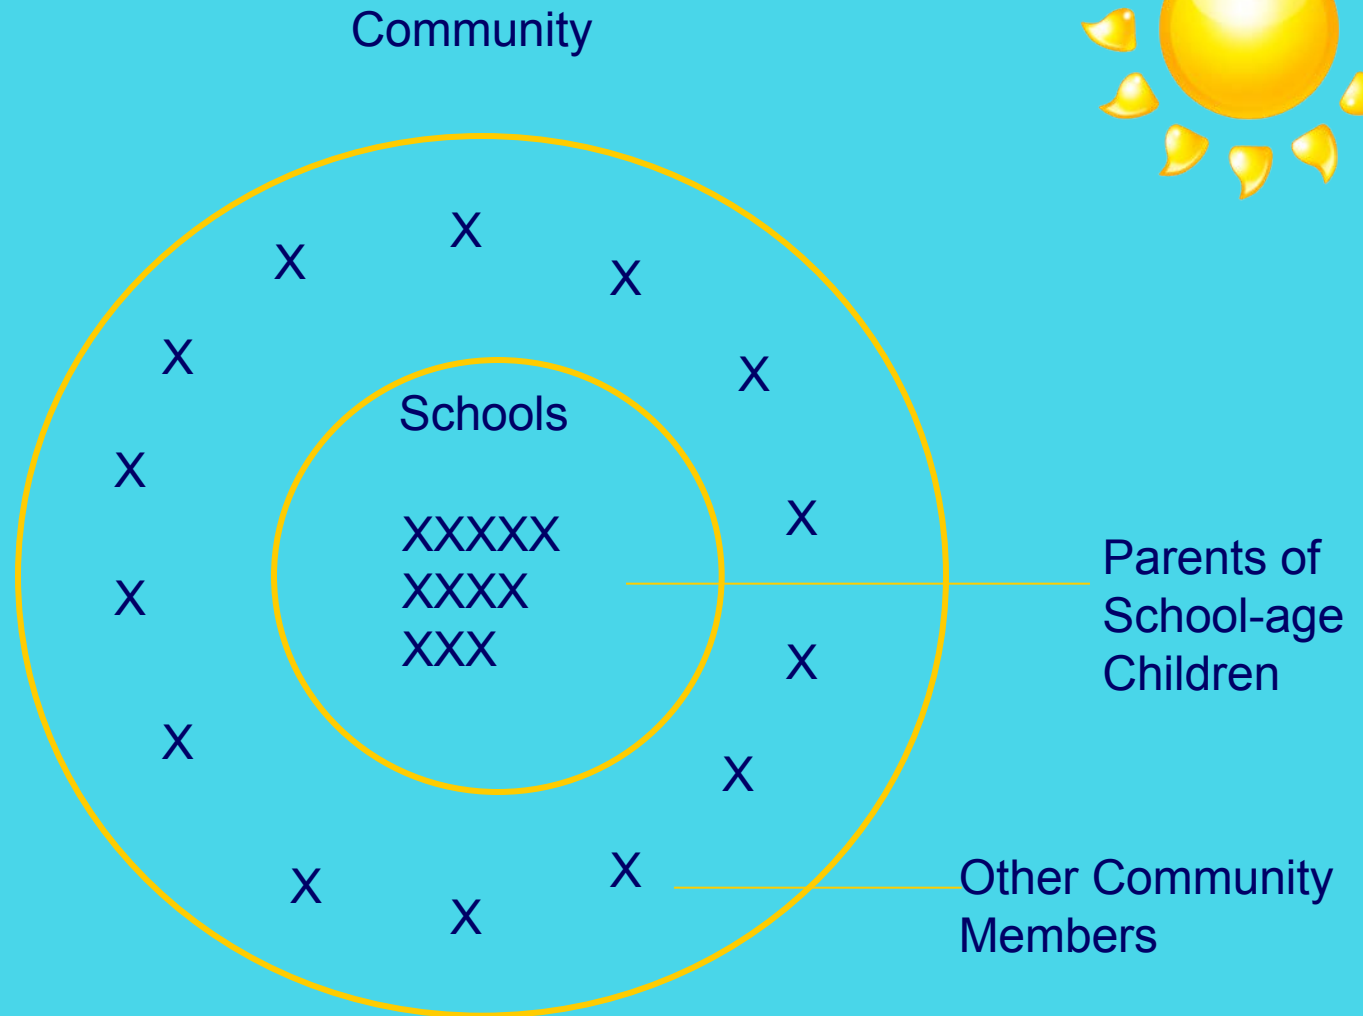 Community
X
X
X
X
X
Schools
X
X
XXXXX
XXXX
XXX
Parents of
School-age
Children
X
X
X
X
X
X
X
X
Other Community
Members